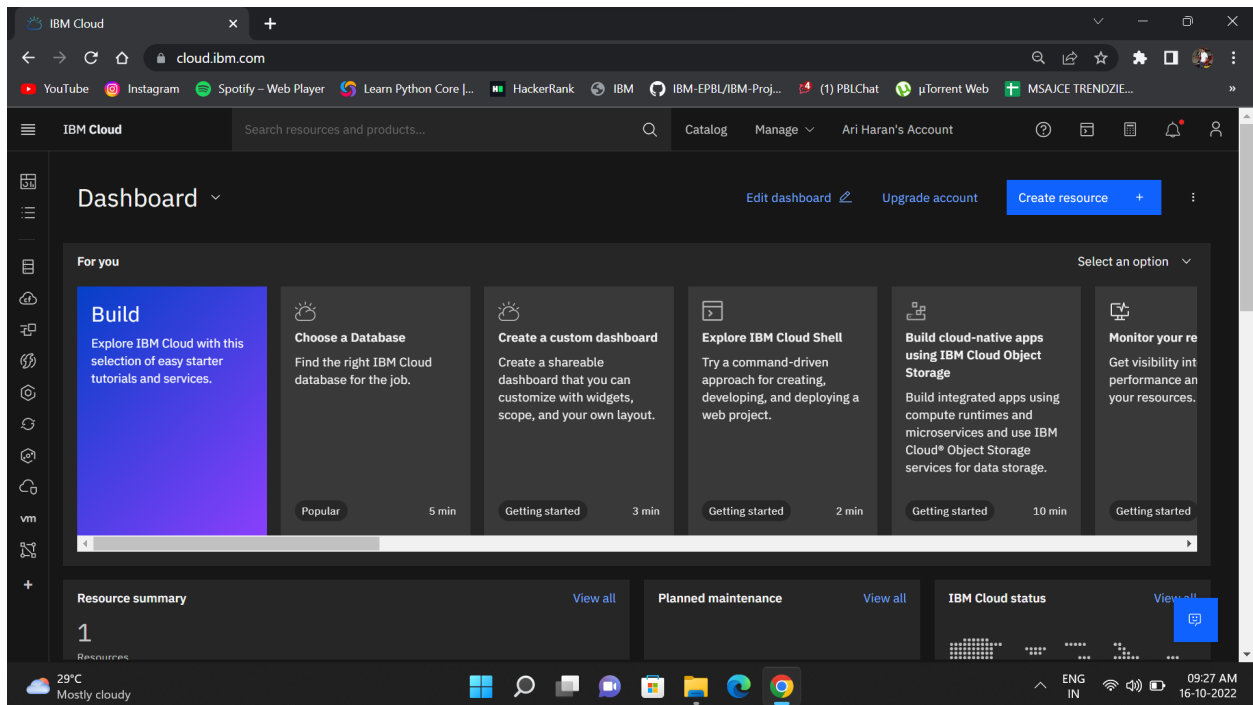 IBM Cloud
cloud.ibm.com
YouTube Instagram Spotify – Web Player Learn Python Core |... HackerRank IBM IBM-EPBL/IBM-Proj... (1) PBLChat µTorrent Web MSAJCE TRENDZIE... »
IBM Cloud Search resources and products... Catalog Manage Ari Haran's Account
Dashboard Edit dashboard Upgrade account Create resource +
For you Select an option
Build
Explore IBM Cloud with this
selection of easy starter
tutorials and services.
Choose a Database
Find the right IBM Cloud
database for the job.
Popular 5 min
Create a custom dashboard
Create a shareable
dashboard that you can
customize with widgets,
scope, and your own layout.
Getting started 3 min
Explore IBM Cloud Shell
Try a command-driven
approach for creating,
developing, and deploying a
web project.
Getting started 2 min
Build cloud-native apps
using IBM Cloud Object
Storage
Build integrated apps using
compute runtimes and
microservices and use IBM
Cloud® Object Storage
services for data storage.
Getting started 10 min
Monitor your re
Get visibility int
performance an
your resources.
Getting started
vm
Resource summary View all
1
Resources
Planned maintenance View all
IBM Cloud status View all
29°C
Mostly cloudy
ENG
IN
09:27 AM
16-10-2022